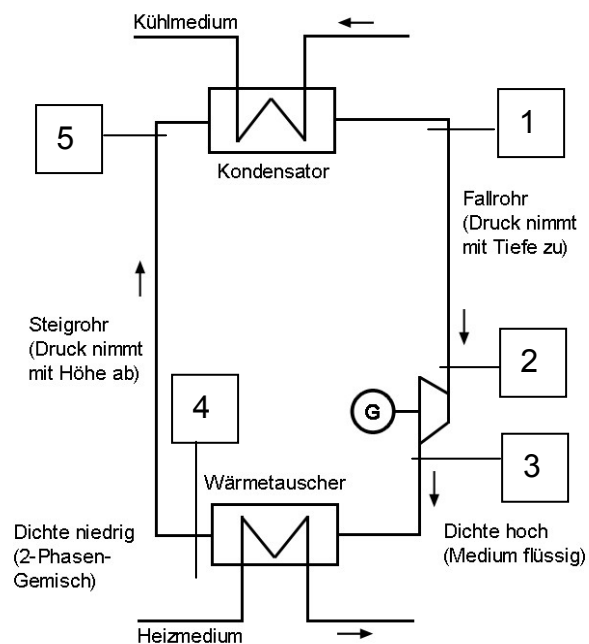 Kühlmedium
5
1
Kondensator
Fallrohr
(Druck nimmt
mit Tiefe zu)
Steigrohr
(Druck nimmt
mit Höhe ab)
2
4
G
3
Wärmetauscher
Dichte niedrig
(2-Phasen-
Gemisch)
Dichte hoch
(Medium flüssig)
Heizmedium